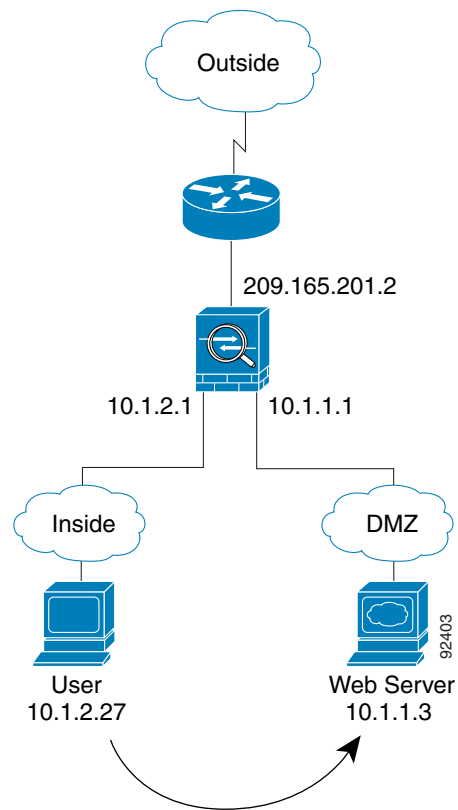 Outside
209.165.201.2
10.1.2.1
10.1.1.1
Inside
DMZ
User
10.1.2.27
Web Server
10.1.1.3
92403